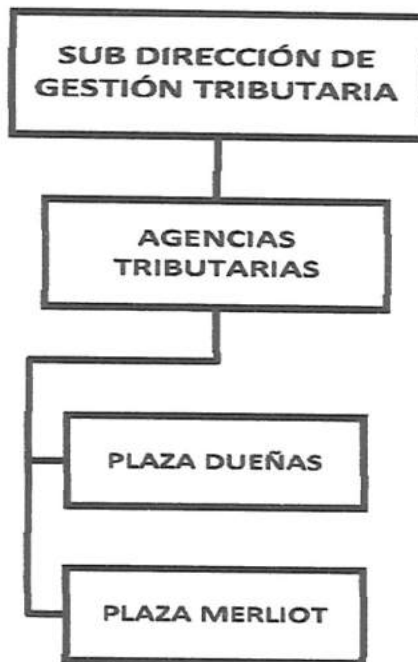 SUB DIRECCIÓN DE
GESTIÓN TRIBUTARIA
AGENCIAS
TRIBUTARIAS
PLAZA DUEÑAS
PLAZA MERLIOT